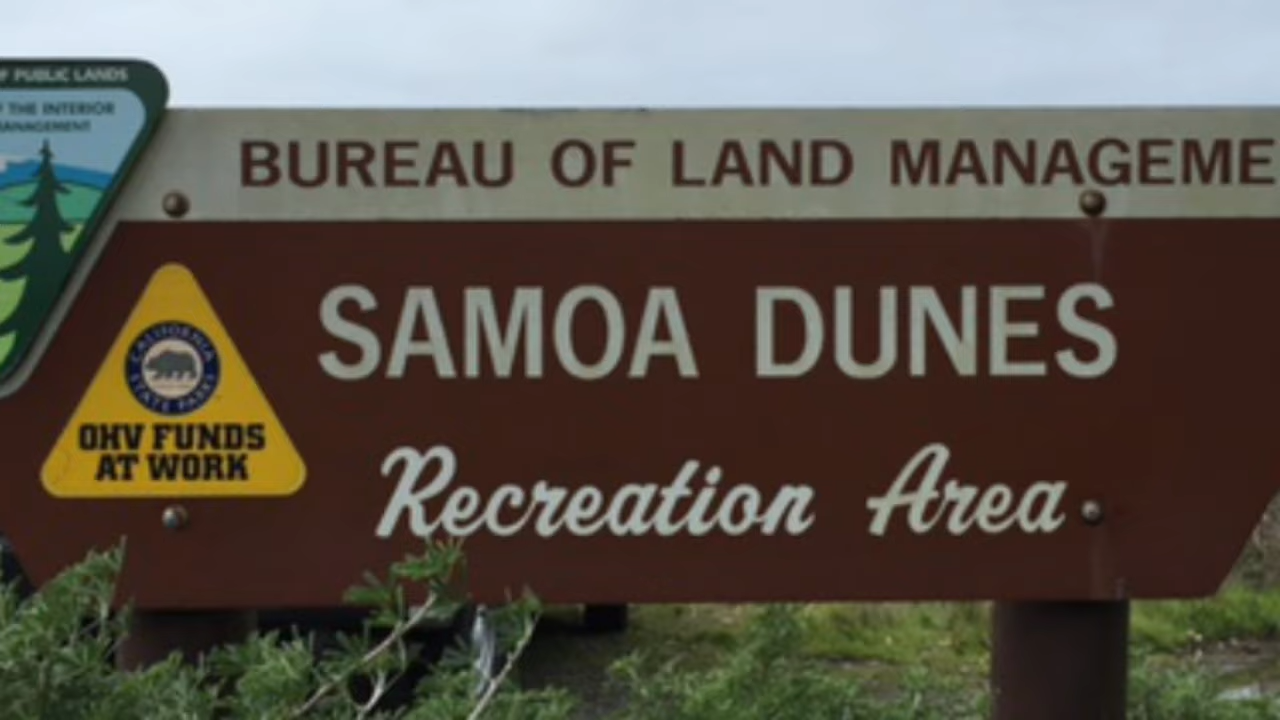 F PUBLIC LANDS
F THE INTERIOR
ANAGEMENT
BUREAU OF LAND MANAGEME
SAMOA DUNES
CALIFORNIA
STATE PARKS
OHV FUNDS
AT WORK
Recreation Area